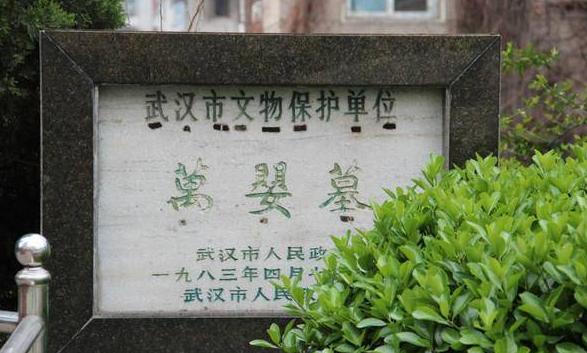 武汉市文物保护单位
萬嬰墓
武汉市人民政
一九八三年四月
武汉市人民